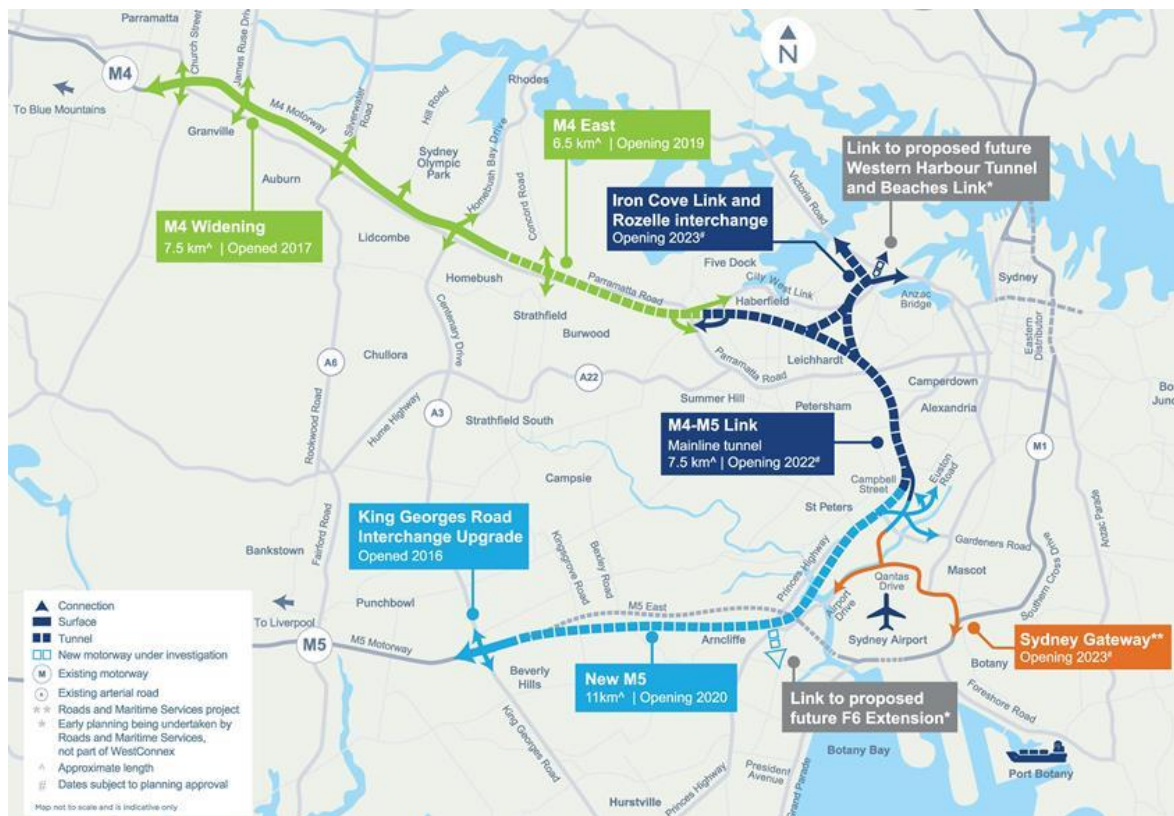 Parramatta
Church Street
James Ruse Drive
M4
To Blue Mountains
M4 Motorway
Granville
Silverwater
Road
Hill Road
Rhodes
Auburn
Sydney
Olympic
Park
Homebush Bay Drive
Concord Road
M4 East
6.5 km^ | Opening 2019
Victoria Road
Link to proposed future
Western Harbour Tunnel
and Beaches Link*
Iron Cove Link and
Rozelle interchange
Opening 2023#
M4 Widening
7.5 km^ | Opened 2017
Lidcombe
Homebush
Parramatta Road
Five Dock
City West Link
Haberfield
Anzac
Bridge
Sydney
Eastern
Distributor
Strathfield
Burwood
Centenary Drive
Chullora
A6
A22
Leichhardt
Parramatta Road
Camperdown
Alexandria
Summer Hill
Petersham
Rookwood Road
Hume Highway
A3
Strathfield South
M4-M5 Link
Mainline tunnel
7.5 km^ | Opening 2022#
M1
Campsie
Campbell
Street
Euston
Road
St Peters
Anzac Parade
King Georges Road
Interchange Upgrade
Opened 2016
Bankstown
Fairford Road
Kingsgrove Road
Bexley Road
Princes Highway
Gardeners Road
Mascot
Southern Cross Drive
Qantas
Drive
Airport
Drive
Punchbowl
M5 East
To Liverpool
M5
M5 Motorway
Arncliffe
Sydney Airport
Sydney Gateway**
Opening 2023#
Botany
Beverly
Hills
New M5
11km^ | Opening 2020
Link to proposed
future F6 Extension*
Foreshore Road
King Georges Road
Botany Bay
Port Botany
President
Avenue
Princes Highway
Grand Parade
Hurstville
Connection
Surface
Tunnel
New motorway under investigation
M Existing motorway
Existing arterial road
** Roads and Maritime Services project
* Early planning being undertaken by
Roads and Maritime Services,
not part of WestConnex
^ Approximate length
# Dates subject to planning approval
Map not to scale and is indicative only
N